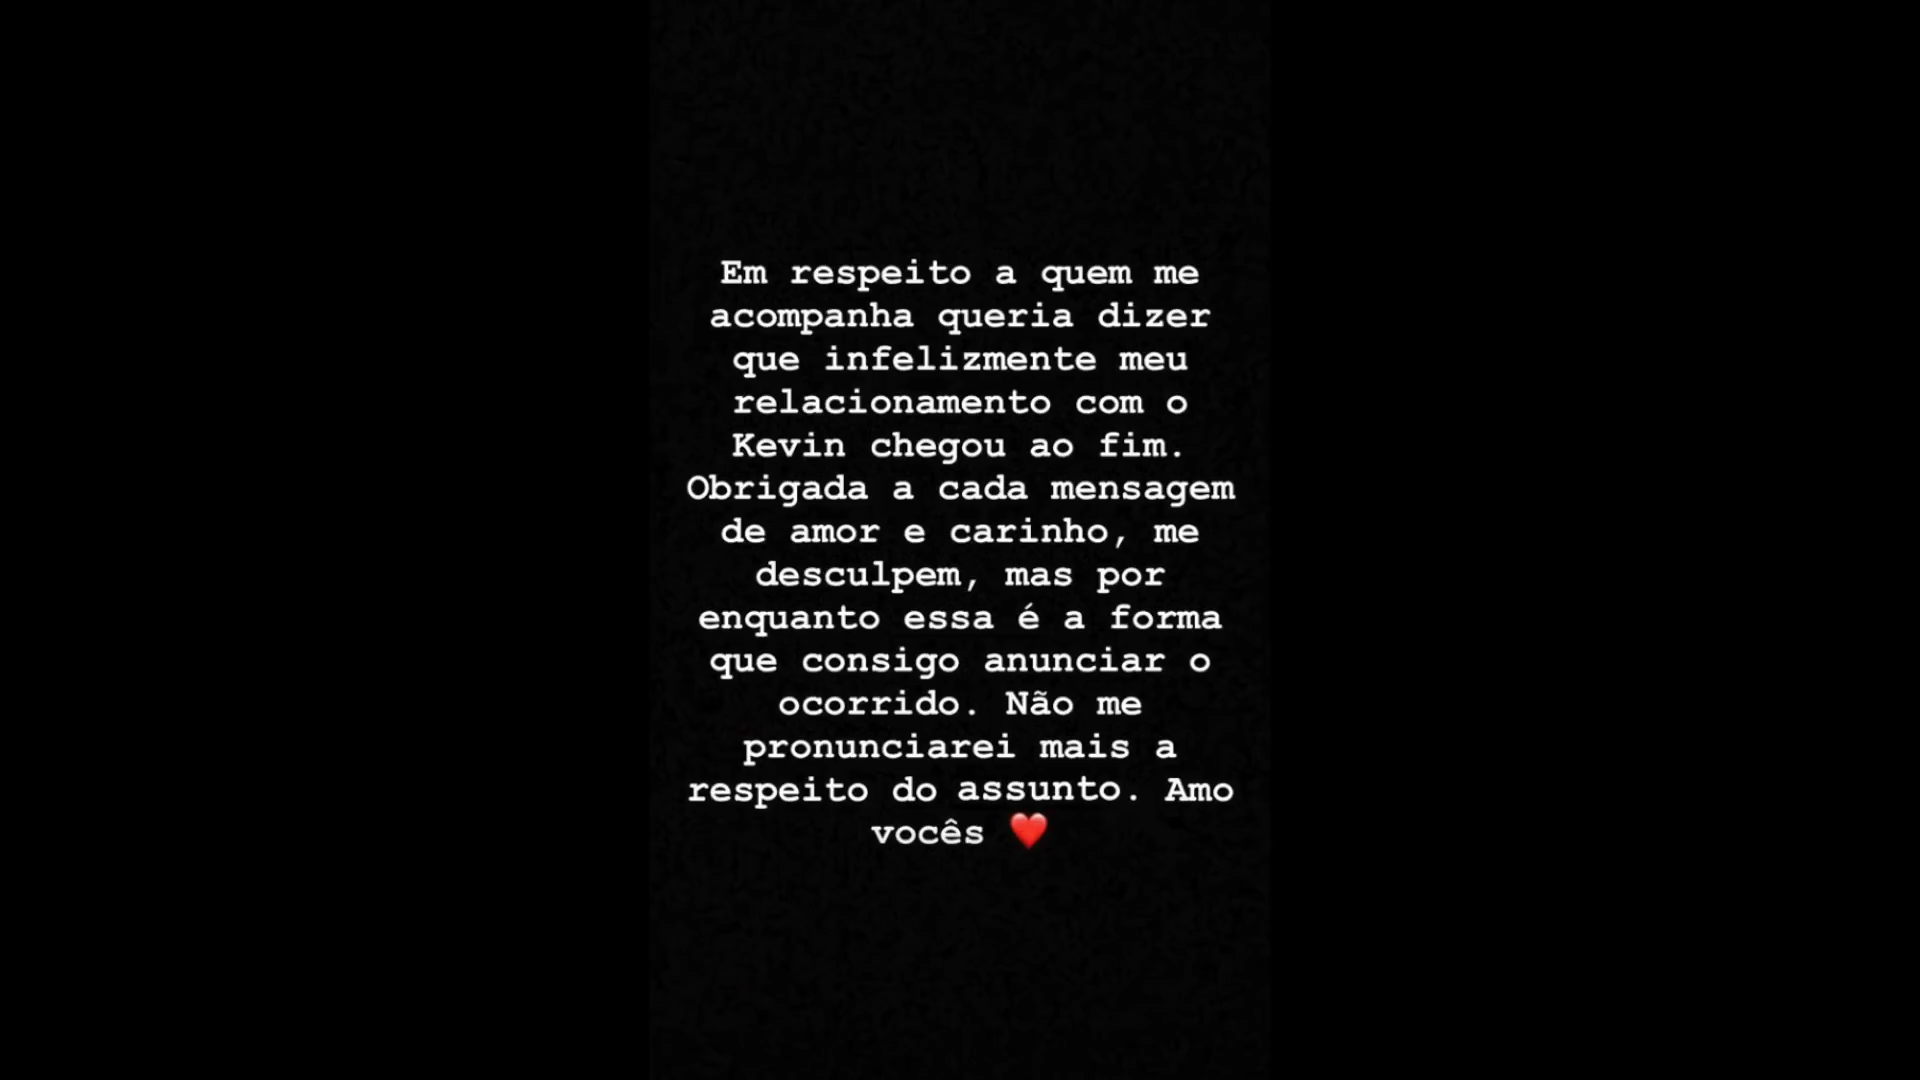 Em respeito a quem me
acompanha queria dizer
que infelizmente meu
relacionamento com o
Kevin chegou ao fim.
Obrigada a cada mensagem
de amor e carinho, me
desculpem, mas por
enquanto essa é a forma
que consigo anunciar o
ocorrido. Não me
pronunciarei mais a
respeito do assunto. Amo
vocês ❤️